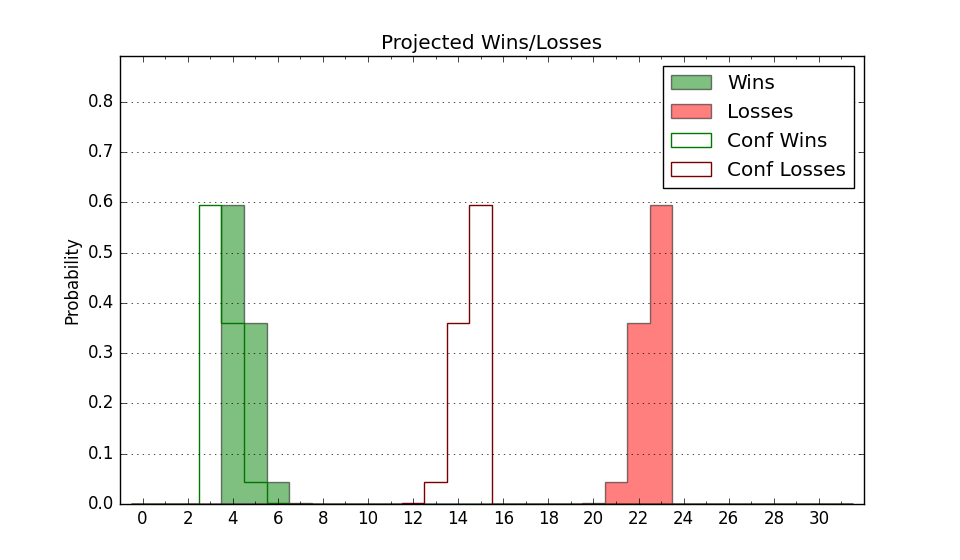 Projected Wins/Losses
Wins
Losses
Conf Wins
Conf Losses
Probability
0.8
0.7
0.6
0.5
0.4
0.3
0.2
0.1
0.0
0 2 4 6 8 10 12 14 16 18 20 22 24 26 28 30